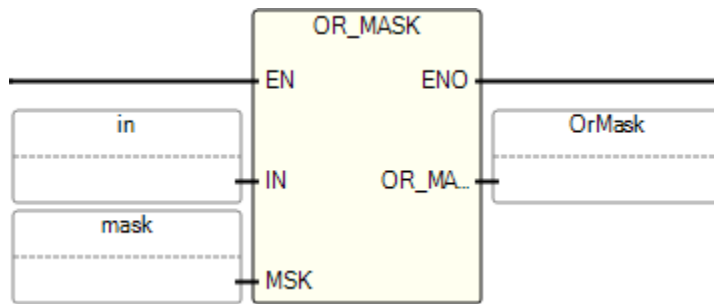 OR_MASK
EN ENO
in OrMask
IN OR_MA...
mask
MSK